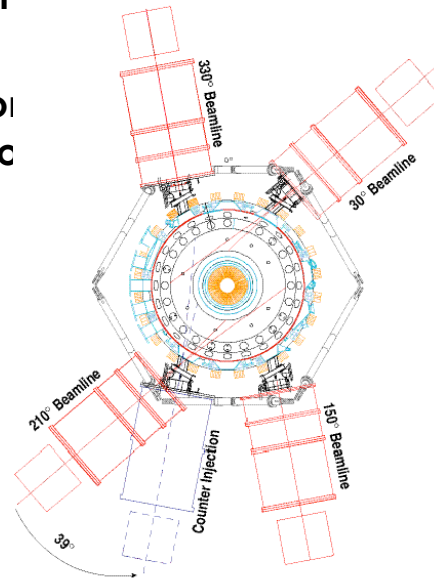 330° Beamline
0°
30° Beamline
210° Beamline
150° Beamline
Counter Injection
39°